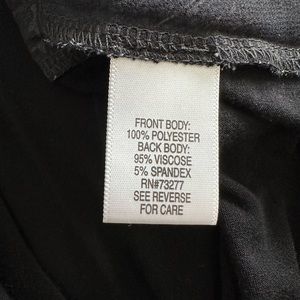 FRONT BODY:
100% POLYESTER
BACK BODY:
95% VISCOSE
5% SPANDEX
RN#73277
SEE REVERSE
FOR CARE